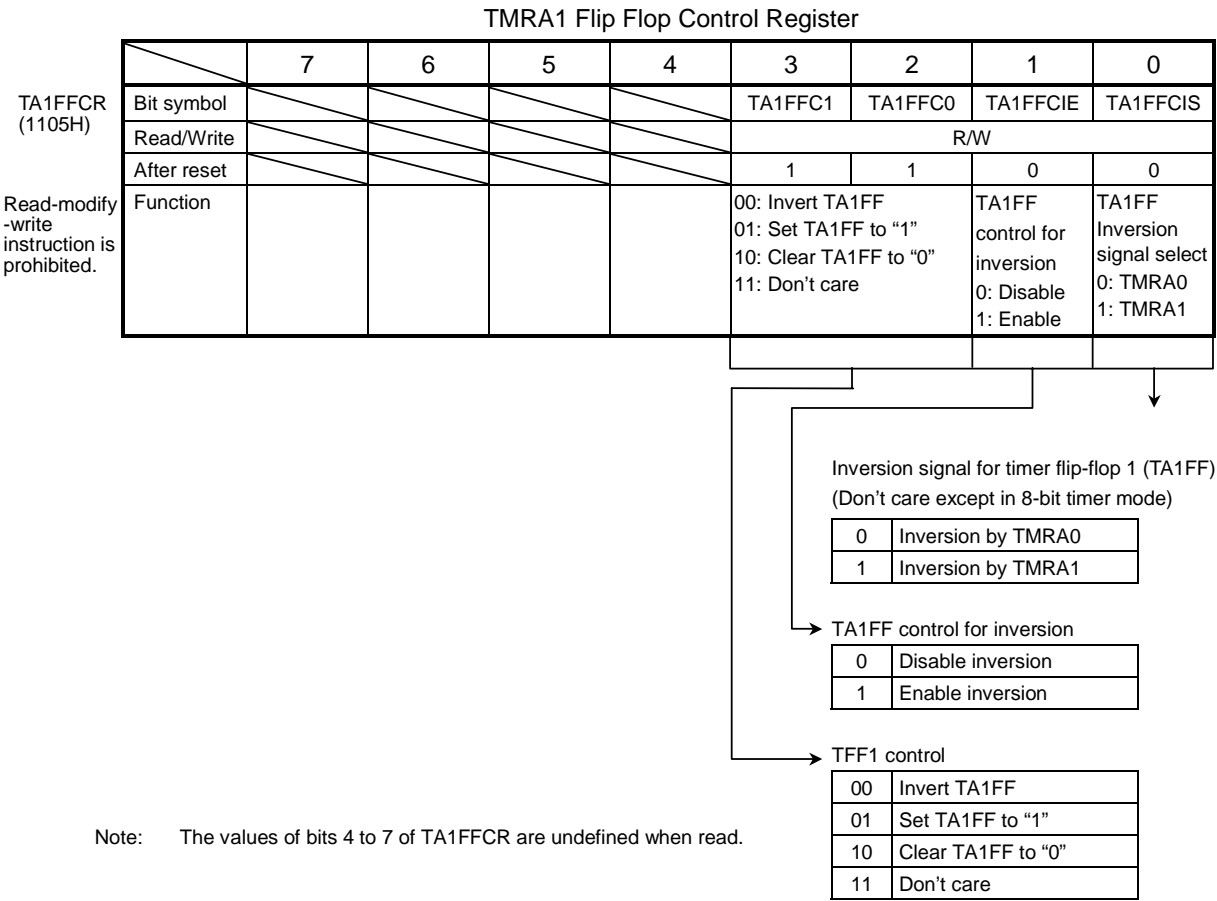 TMRA1 Flip Flop Control Register
7 6 5 4 3 2 1 0
TA1FFCR
(1105H)
Bit symbol TA1FFC1 TA1FFC0 TA1FFCIE TA1FFCIS
Read/Write R/W
After reset 1 1 0 0
Read-modify
-write
instruction is
prohibited.
Function
00: Invert TA1FF
01: Set TA1FF to “1”
10: Clear TA1FF to “0”
11: Don’t care
TA1FF
control for
inversion
0: Disable
1: Enable
TA1FF
Inversion
signal select
0: TMRA0
1: TMRA1
Inversion signal for timer flip-flop 1 (TA1FF)
(Don’t care except in 8-bit timer mode)
0 Inversion by TMRA0
1 Inversion by TMRA1
TA1FF control for inversion
0 Disable inversion
1 Enable inversion
TFF1 control
00 Invert TA1FF
01 Set TA1FF to “1”
10 Clear TA1FF to “0”
11 Don’t care
Note: The values of bits 4 to 7 of TA1FFCR are undefined when read.